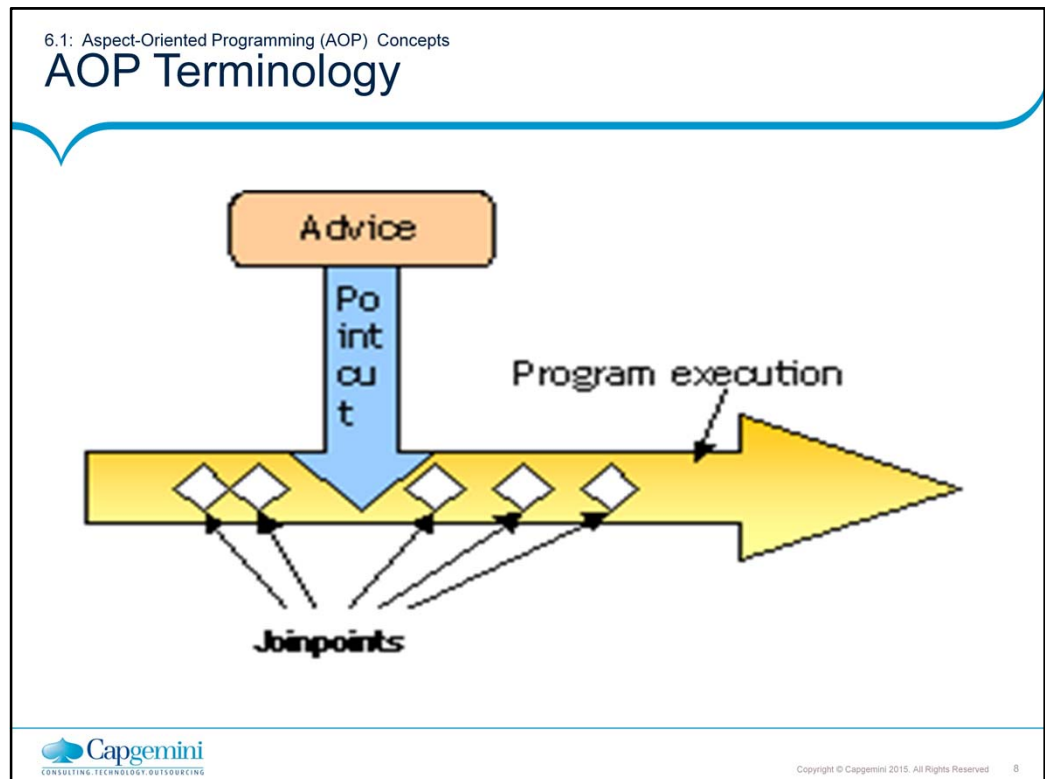 6.1: Aspect-Oriented Programming (AOP) Concepts
AOP Terminology
Advice
Po
int
cu
t
Program execution
Joinpoints
Capgemini
CONSULTING.TECHNOLOGY.OUTSOURCING
Copyright © Capgemini 2015. All Rights Reserved 8